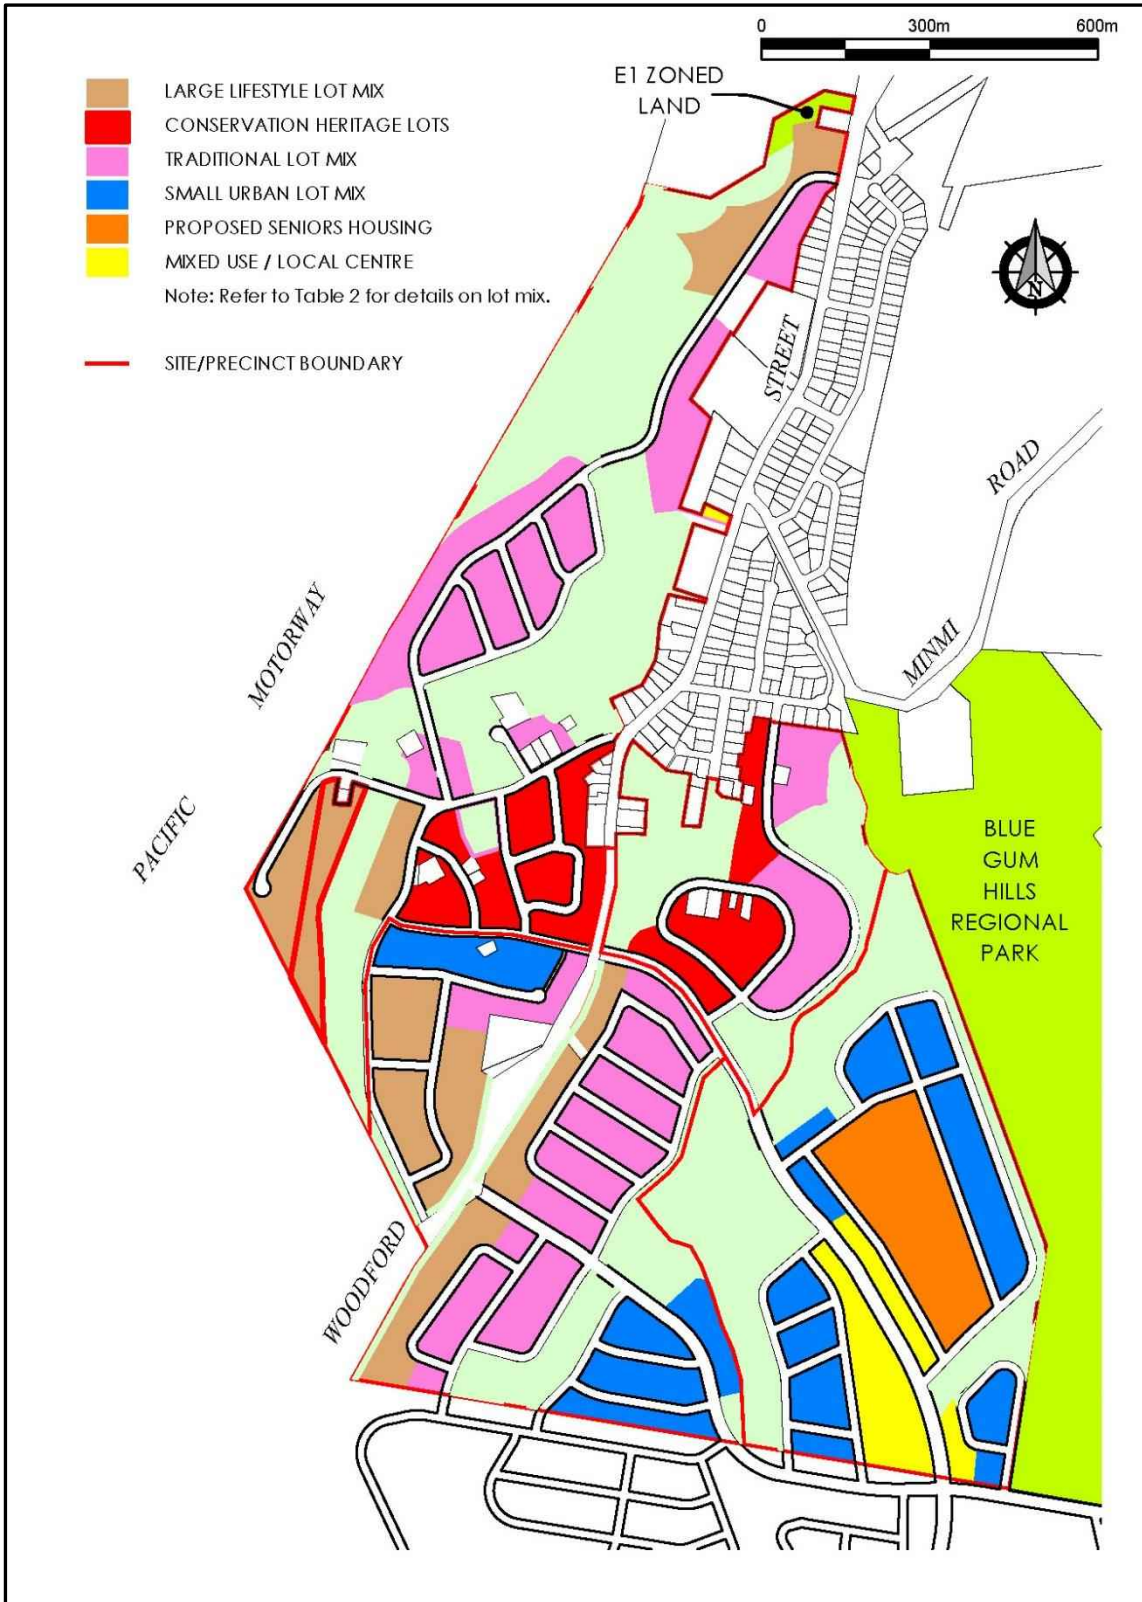 0 300m 600m
E1 ZONED
LAND
LARGE LIFESTYLE LOT MIX
CONSERVATION HERITAGE LOTS
TRADITIONAL LOT MIX
SMALL URBAN LOT MIX
PROPOSED SENIORS HOUSING
MIXED USE / LOCAL CENTRE
Note: Refer to Table 2 for details on lot mix.
SITE/PRECINCT BOUNDARY
N
STREET
ROAD
MINMI
MOTORWAY
PACIFIC
BLUE
GUM
HILLS
REGIONAL
PARK
WOODFORD